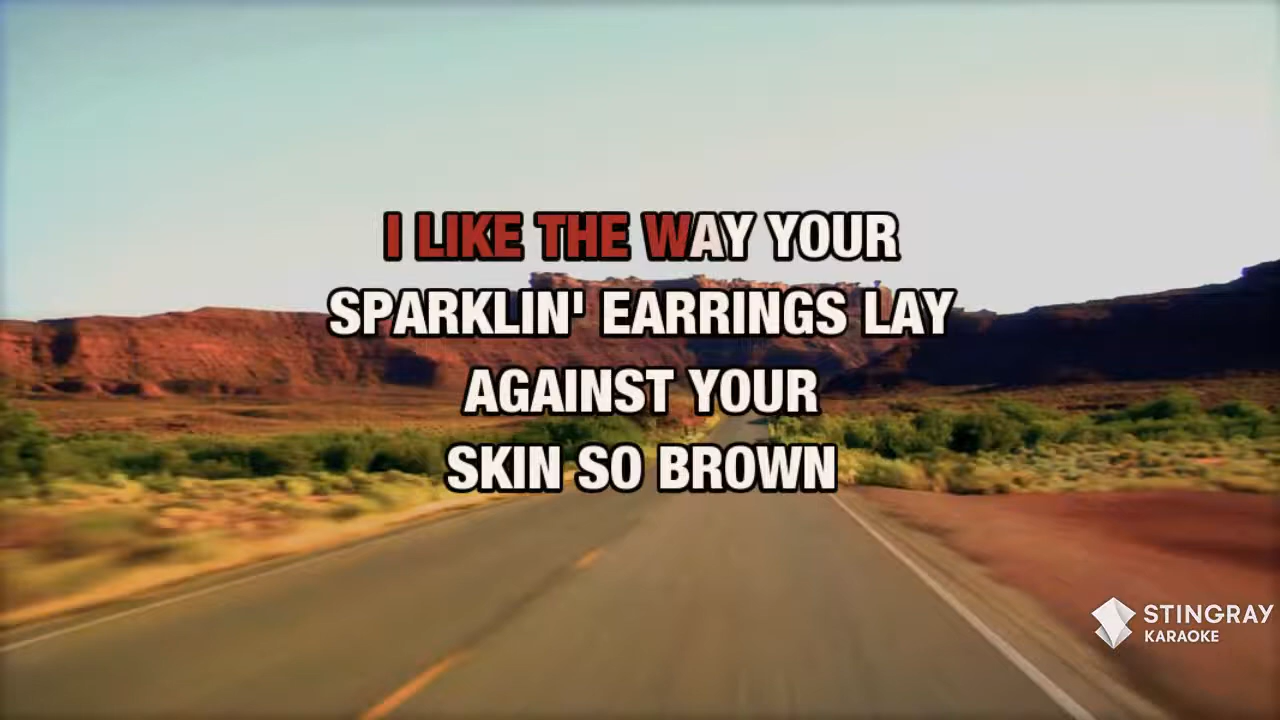 I LIKE THE WAY YOUR
SPARKLIN' EARRINGS LAY
AGAINST YOUR
SKIN SO BROWN
STINGRAY
KARAOKE